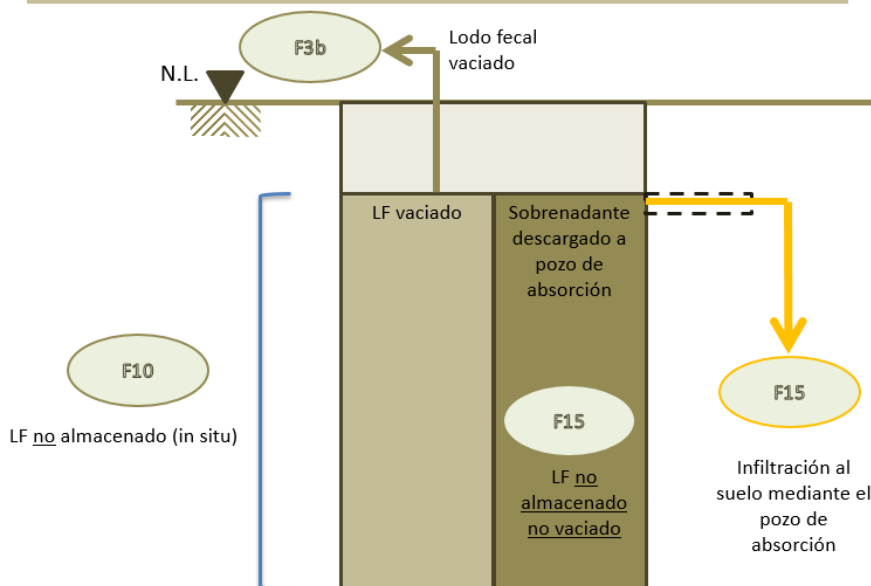 F3b
Lodo fecal
vaciado
N.L.
LF vaciado
Sobrenadante
descargado a
pozo de
absorción
F10
LF no almacenado (in situ)
F15
LF no
almacenado
no vaciado
F15
Infiltración al
suelo mediante el
pozo de
absorción